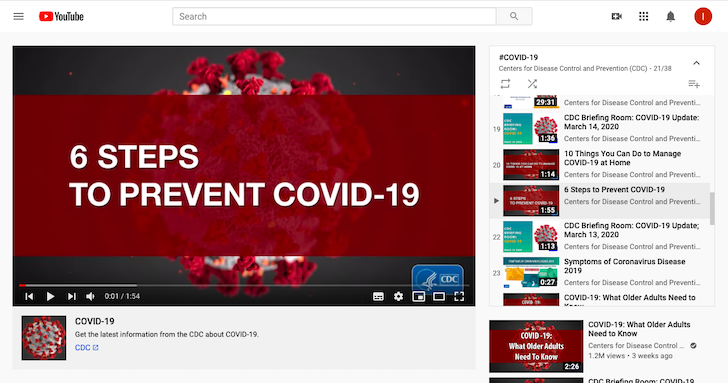 YouTube
Search
I
6 STEPS
TO PREVENT COVID-19
CDC
0:01 / 1:54
COVID-19
Get the latest information from the CDC about COVID-19.
CDC
#COVID-19
Centers for Disease Control and Prevention (CDC) - 21/38
29:31
Centers for Disease Control and Preventi...
19
1:36
CDC Briefing Room: COVID-19 Update:
March 14, 2020
Centers for Disease Control and Preventi...
20
1:14
10 Things You Can Do to Manage
COVID-19 at Home
Centers for Disease Control and Preventi...
6 STEPS
TO PREVENT COVID-19
1:55
6 Steps to Prevent COVID-19
Centers for Disease Control and Preventi...
22
1:13
CDC Briefing Room: COVID-19 Update;
March 13, 2020
Centers for Disease Control and Preventi...
23
0:27
Symptoms of Coronavirus Disease
2019
Centers for Disease Control and Preventi...
COVID-19: What Older Adults Need to
Know
COVID -19:
What Older Adults
Need To Know
2:26
COVID-19: What Older Adults
Need to Know
Centers for Disease Control ...
1.2M views • 3 weeks ago
CDC Briefing Room: COVID-19